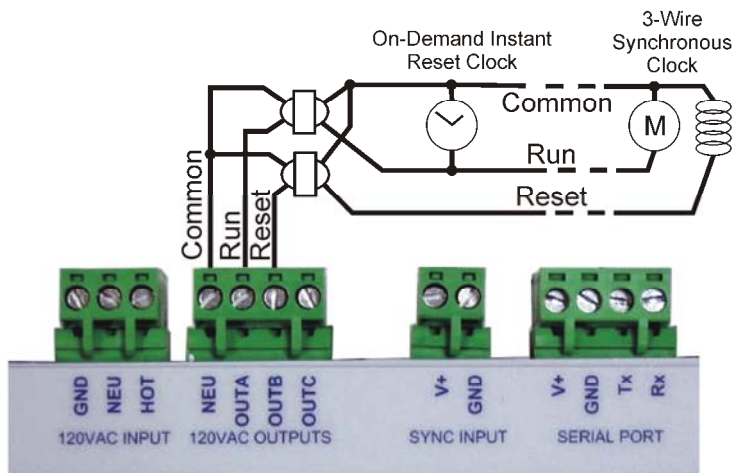 On-Demand Instant
Reset Clock
3-Wire
Synchronous
Clock
Common
M
Run
Reset
Common
Run
Reset
GND
NEU
HOT
NEU
OUTA
OUTB
OUTC
V+
GND
V+
GND
Tx
Rx
120VAC INPUT
120VAC OUTPUTS
SYNC INPUT
SERIAL PORT